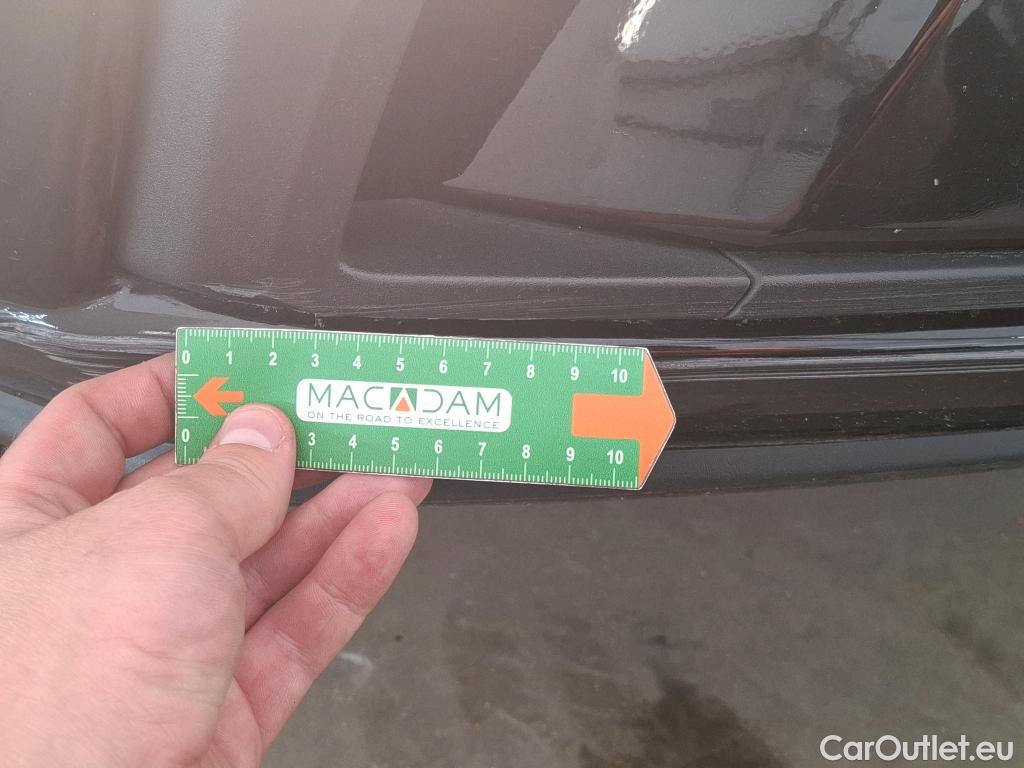 0 1 2 3 4 5 6 7 8 9 10
MACADAM
ON THE ROAD TO EXCELLENCE
0 3 4 5 6 7 8 9 10
CarOutlet.eu